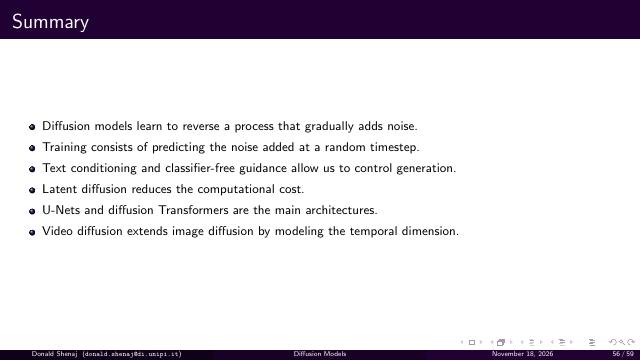 Summary
Diffusion models learn to reverse a process that gradually adds noise.
Training consists of predicting the noise added at a random timestep.
Text conditioning and classifier-free guidance allow us to control generation.
Latent diffusion reduces the computational cost.
U-Nets and diffusion Transformers are the main architectures.
Video diffusion extends image diffusion by modeling the temporal dimension.
Donald Shenaj (donald.shenaj@di.unipi.it) Diffusion Models November 18, 2026 56 / 59